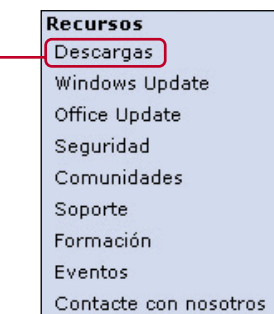 Recursos
Descargas
Windows Update
Office Update
Seguridad
Comunidades
Soporte
Formación
Eventos
Contacte con nosotros